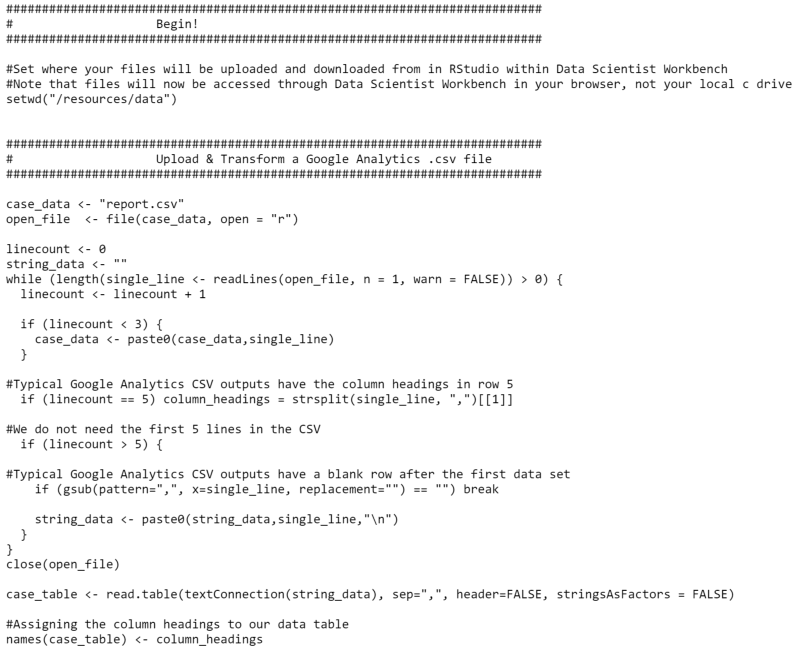 ###########################################################################
#                    Begin!
###########################################################################
#Set where your files will be uploaded and downloaded from in RStudio within Data Scientist Workbench
#Note that files will now be accessed through Data Scientist Workbench in your browser, not your local c drive
setwd("/resources/data")
###########################################################################
#                    Upload & Transform a Google Analytics .csv file
###########################################################################
case_data <- "report.csv"
open_file  <- file(case_data, open = "r")
linecount <- 0
string_data <- ""
while (length(single_line <- readLines(open_file, n = 1, warn = FALSE)) > 0) {
  linecount <- linecount + 1
  if (linecount < 3) {
    case_data <- paste0(case_data,single_line)
  }
#Typical Google Analytics CSV outputs have the column headings in row 5
  if (linecount == 5) column_headings = strsplit(single_line, ",")[[1]]
#We do not need the first 5 lines in the CSV
  if (linecount > 5) {
#Typical Google Analytics CSV outputs have a blank row after the first data set
    if (gsub(pattern=",", x=single_line, replacement="") == "") break
    string_data <- paste0(string_data,single_line,"\n")
  }
}
close(open_file)
case_table <- read.table(textConnection(string_data), sep=",", header=FALSE, stringsAsFactors = FALSE)
#Assigning the column headings to our data table
names(case_table) <- column_headings